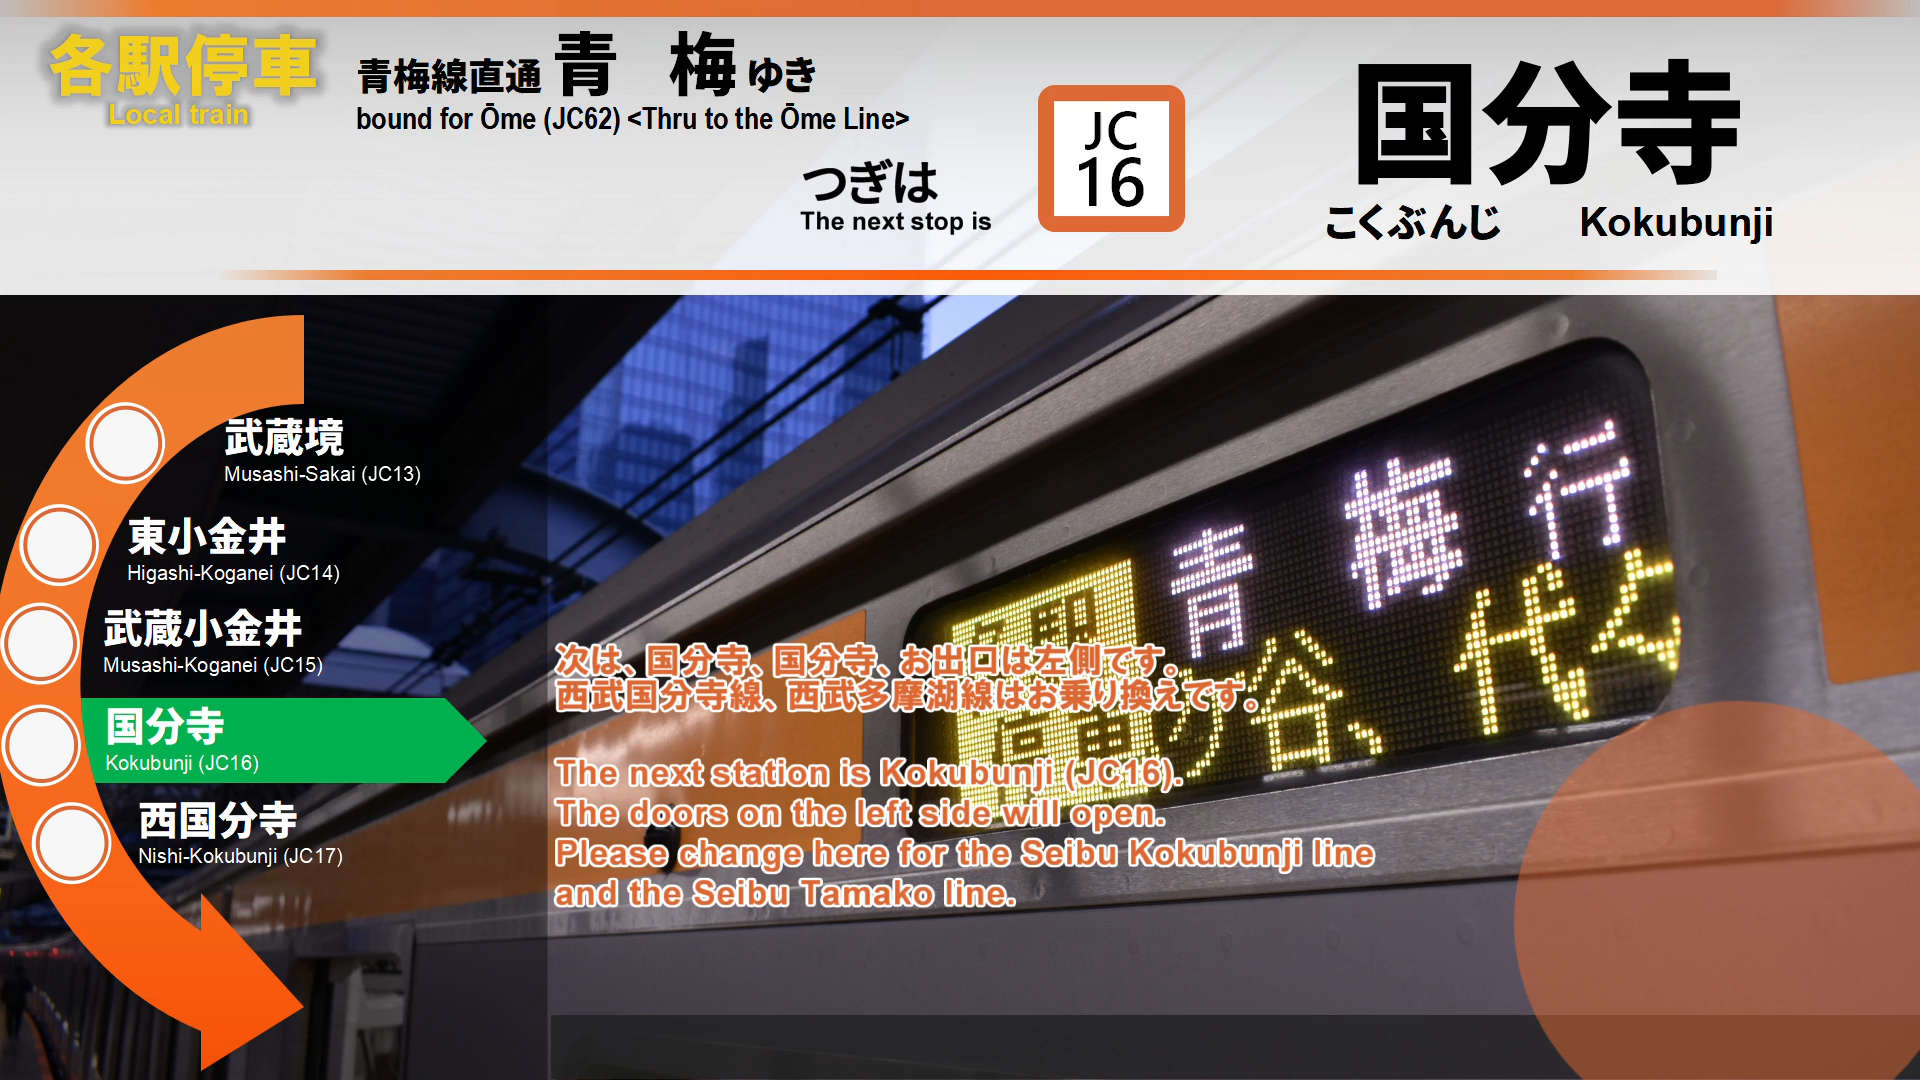 各駅停車
Local train
青梅線直通 青 梅 ゆき
bound for Ōme (JC62) <Thru to the Ōme Line>
つぎは
The next stop is
JC
16
国分寺
こくぶんじ Kokubunji
武蔵境
Musashi-Sakai (JC13)
東小金井
Higashi-Koganei (JC14)
武蔵小金井
Musashi-Koganei (JC15)
国分寺
Kokubunji (JC16)
西国分寺
Nishi-Kokubunji (JC17)
青 梅 行
谷、代々
次は、国分寺、国分寺、お出口は左側です。
西武国分寺線、西武多摩湖線はお乗り換えです。
The next station is Kokubunji (JC16).
The doors on the left side will open.
Please change here for the Seibu Kokubunji line
and the Seibu Tamako line.